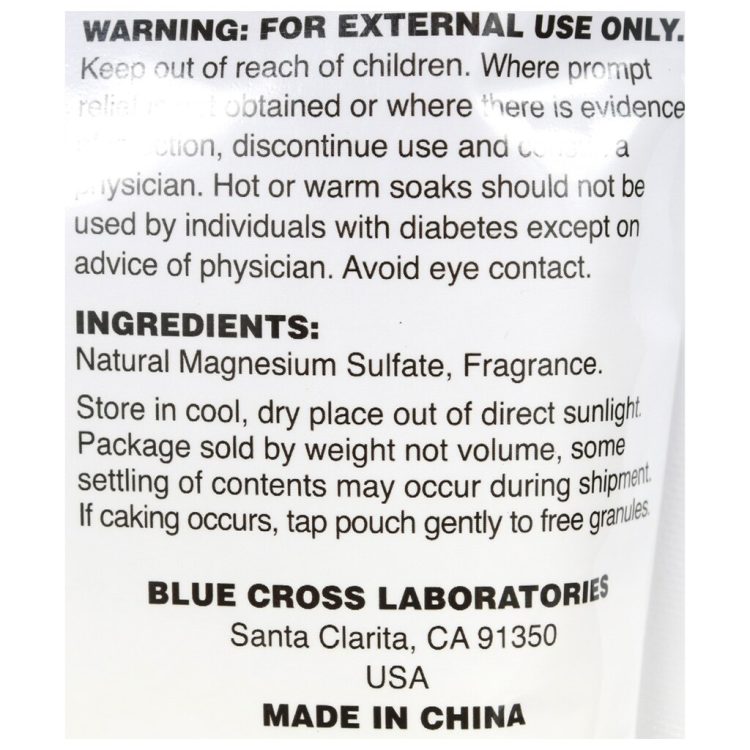 WARNING: FOR EXTERNAL USE ONLY.
Keep out of reach of children. Where prompt
relief is not obtained or where there is evidence
discontinue use and a
physician. Hot or warm soaks should not be
used by individuals with diabetes except on
advice of physician. Avoid eye contact.
INGREDIENTS:
Natural Magnesium Sulfate, Fragrance.
Store in cool, dry place out of direct sunlight.
Package sold by weight not volume, some
settling of contents may occur during shipment.
If caking occurs, tap pouch gently to free granules.
BLUE CROSS LABORATORIES
Santa Clarita, CA 91350
USA
MADE IN CHINA